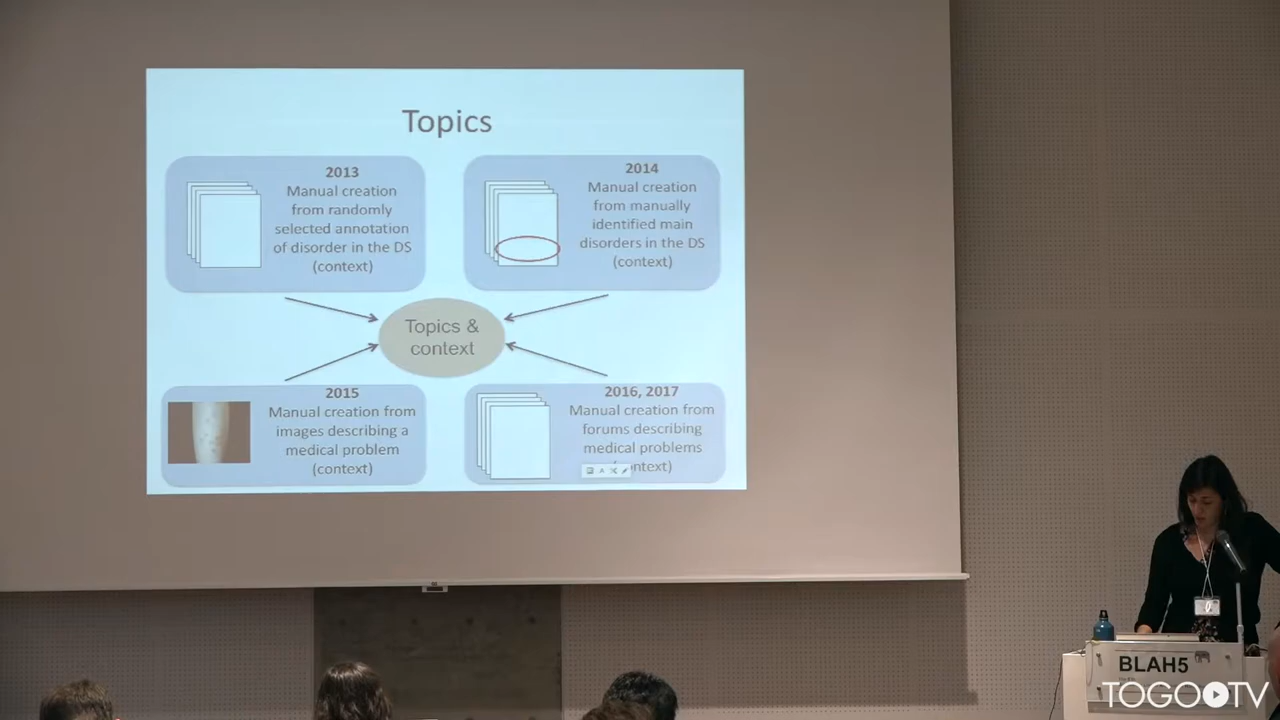 Topics
2013
Manual creation
from randomly
selected annotation
of disorder in the DS
(context)
2014
Manual creation
from manually
identified main
disorders in the DS
(context)
Topics &
context
2015
Manual creation from
images describing a
medical problem
(context)
2016, 2017
Manual creation from
forums describing
medical problems
ntext)
BLAH5
TOGO TV